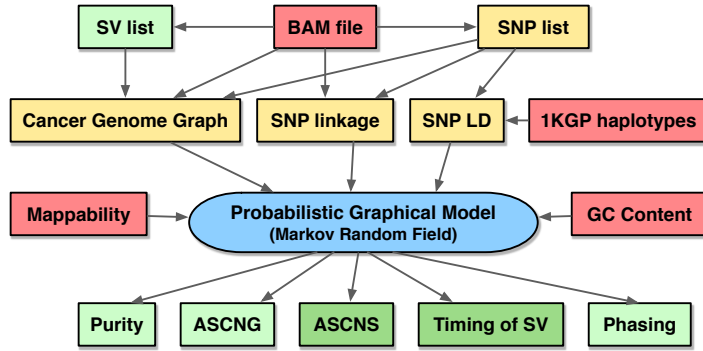 SV list
BAM file
SNP list
Cancer Genome Graph
SNP linkage
SNP LD
1KGP haplotypes
Mappability
Probabilistic Graphical Model
(Markov Random Field)
GC Content
Purity
ASCNG
ASCNS
Timing of SV
Phasing